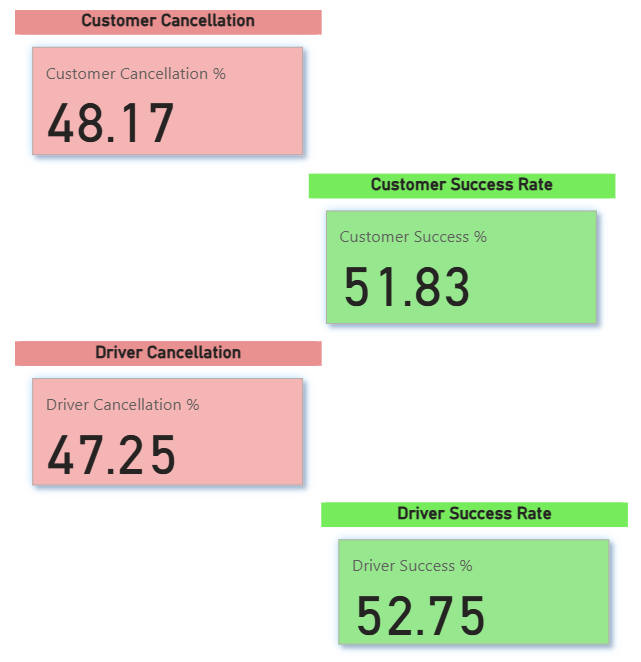 Customer Cancellation
Customer Cancellation %
48.17
Customer Success Rate
Customer Success %
51.83
Driver Cancellation
Driver Cancellation %
47.25
Driver Success Rate
Driver Success %
52.75